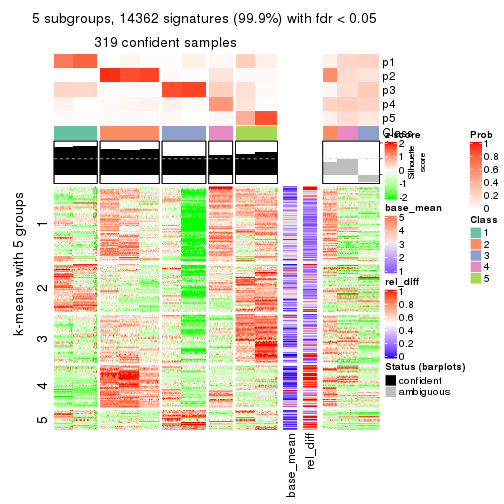 5 subgroups, 14362 signatures (99.9%) with fdr < 0.05
319 confident samples
p1
p2
p3
p4
p5
Class
z-score
2
1
0
-1
-2
Silhouette
score
base_mean
5
4
3
2
1
rel_diff
1
0.8
0.6
0.4
0.2
0
Status (barplots)
confident
ambiguous
Prob
1
0.8
0.6
0.4
0.2
0
Class
1
2
3
4
5
k-means with 5 groups
1
2
3
4
5
base_mean
rel_diff